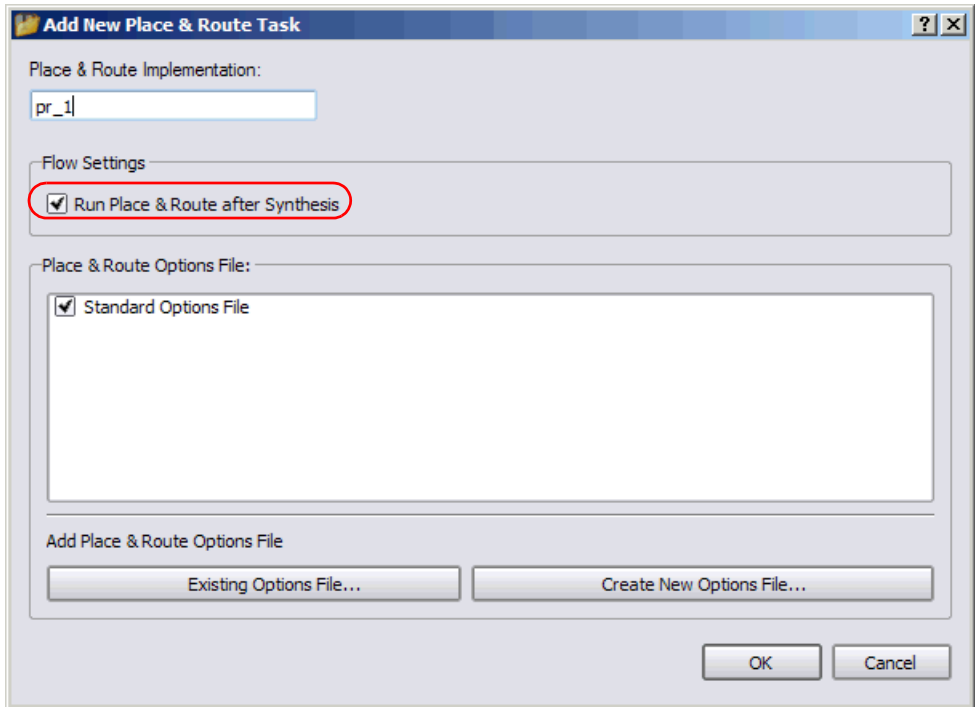 Add New Place & Route Task
Place & Route Implementation:
pr_1
Flow Settings
Run Place & Route after Synthesis
Place & Route Options File:
Standard Options File
Add Place & Route Options File
Existing Options File...
Create New Options File...
OK
Cancel